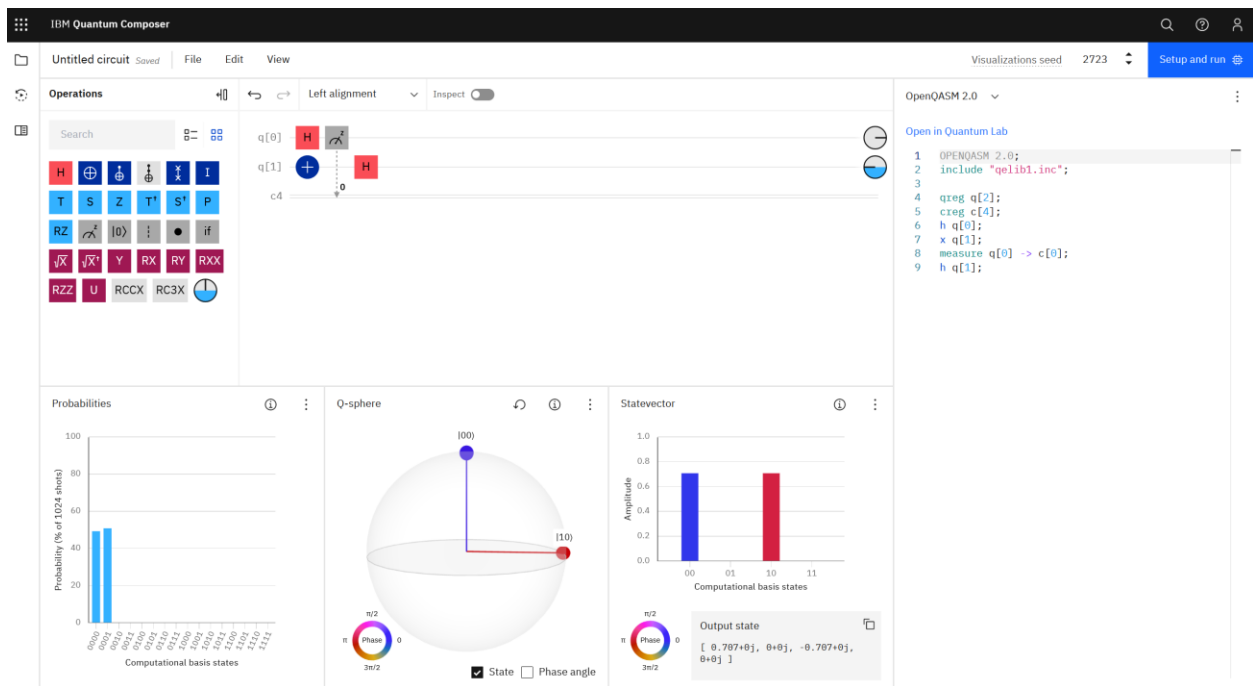 IBM Quantum Composer
Untitled circuit Saved File Edit View Visualizations seed 2723 Setup and run
Operations Left alignment Inspect OpenQASM 2.0
Search
H I
T S Z T† S† P
RZ z |0⟩ if
√X √X† Y RX RY RXX
RZZ U RCCX RC3X
q[0] H z
q[1] H
0
c4
Open in Quantum Lab
1 OPENQASM 2.0;
2 include "qelib1.inc";
3
4 qreg q[2];
5 creg c[4];
6 h q[0];
7 x q[1];
8 measure q[0] -> c[0];
9 h q[1];
Probabilities
100
80
60
40
20
0
Probability (% of 1024 shots)
0000 0001 0010 0011 0100 0101 0110 0111 1000 1001 1010 1011 1100 1101 1110 1111
Computational basis states
Q-sphere
|00⟩
|10⟩
π/2
π Phase 0
3π/2
State Phase angle
Statevector
1.0
0.8
0.6
0.4
0.2
0.0
Amplitude
00 01 10 11
Computational basis states
π/2
π Phase 0
3π/2
Output state
[ 0.707+0j, 0+0j, -0.707+0j,
0+0j ]